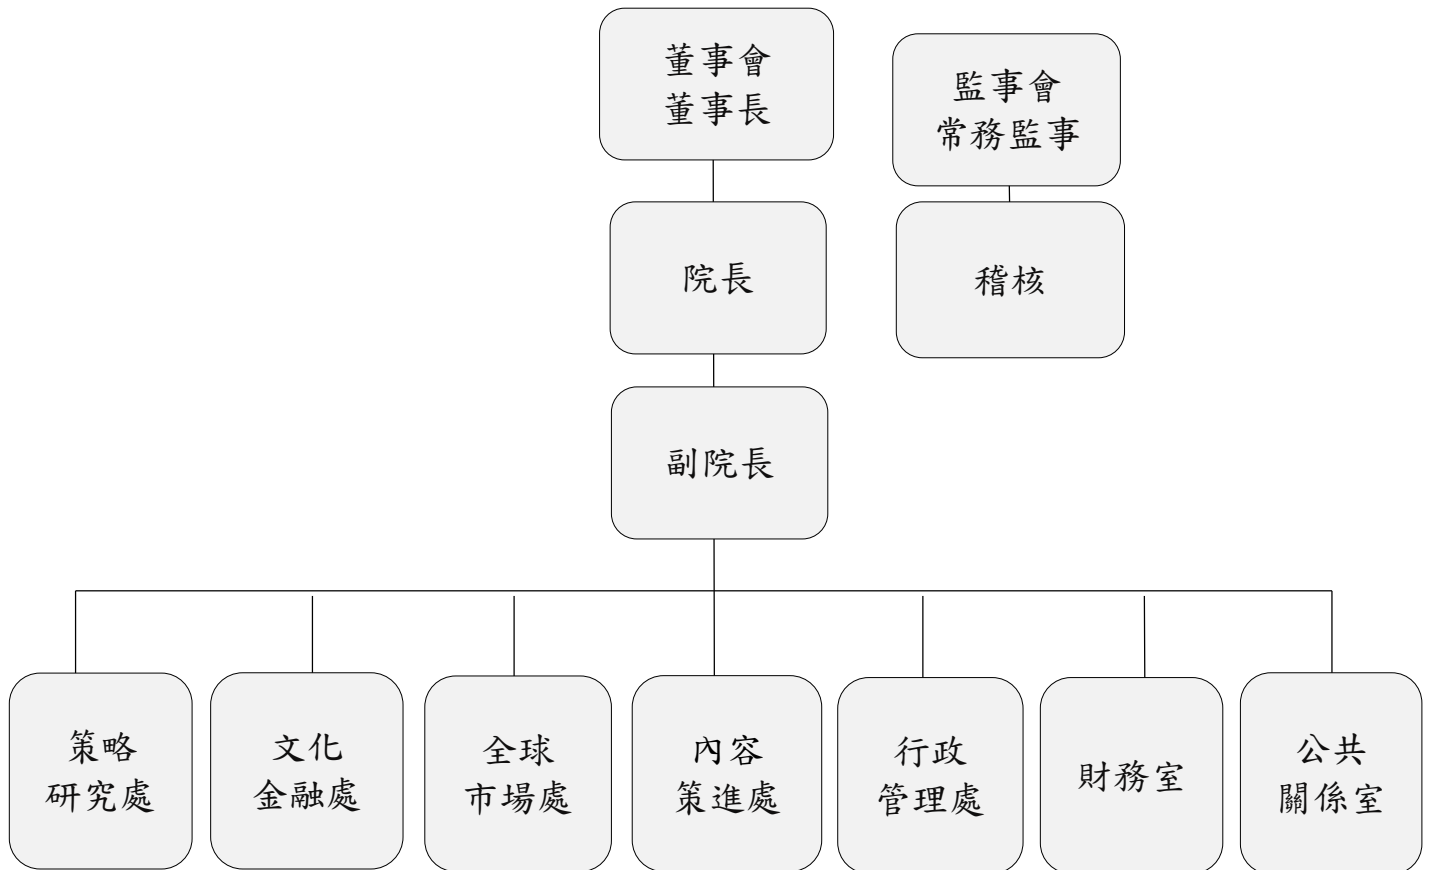 董事會
董事長
監事會
常務監事
院長
稽核
副院長
策略
研究處
文化
金融處
全球
市場處
內容
策進處
行政
管理處
財務室
公共
關係室